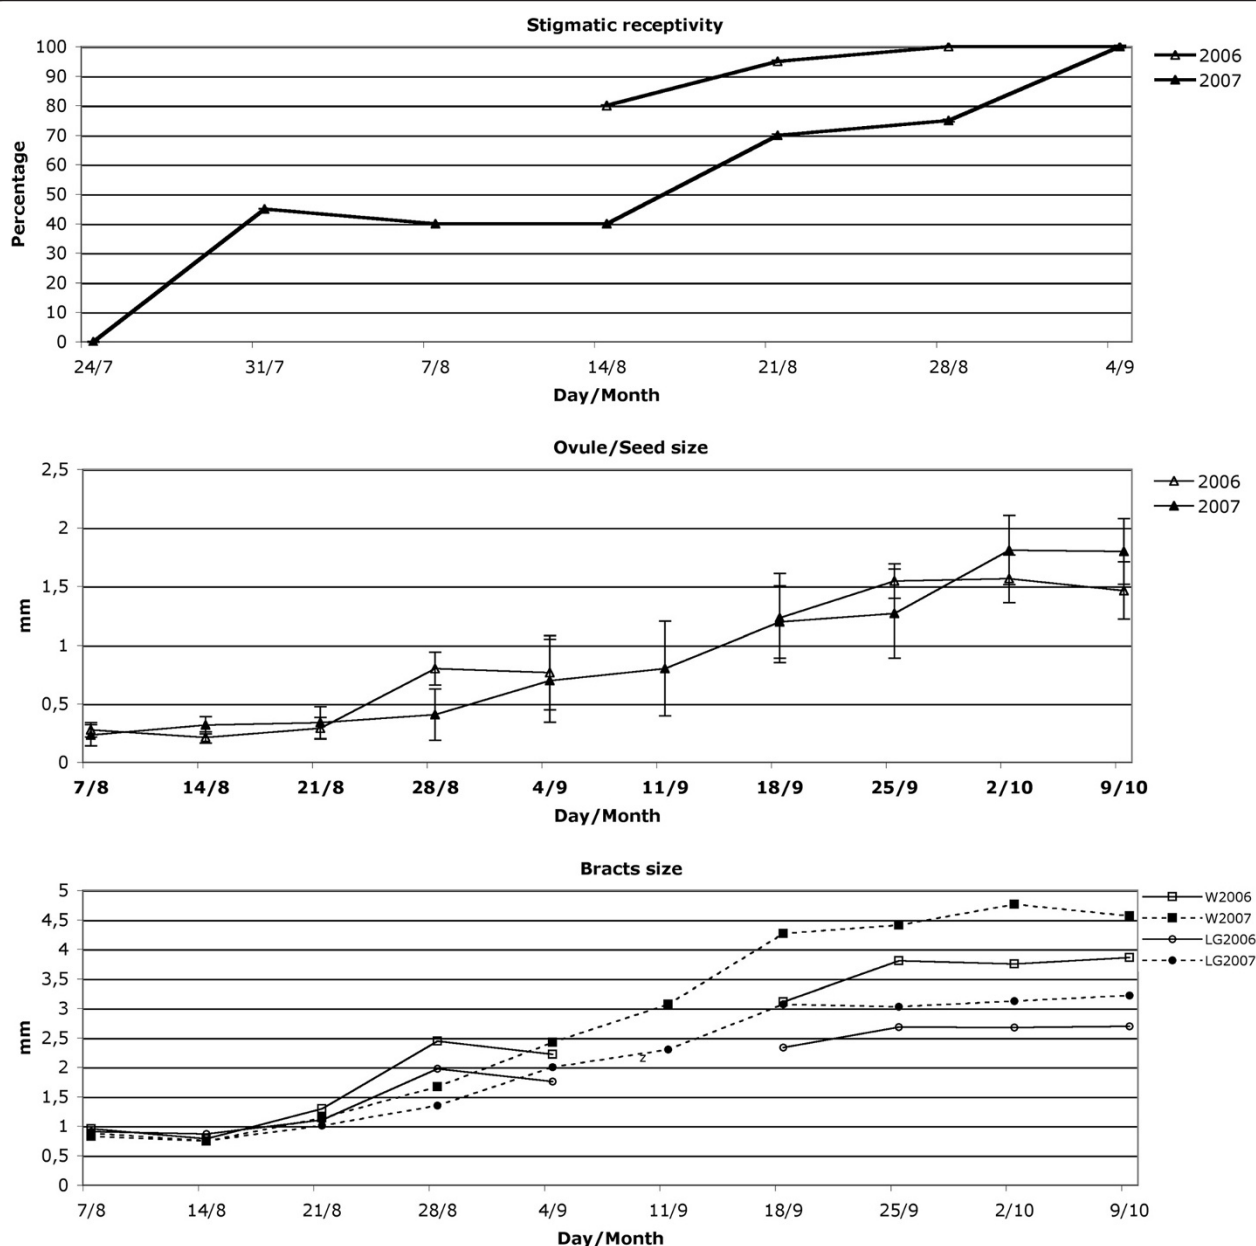 Stigmatic receptivity
100
90
80
70
60
50
40
30
20
10
0
Percentage
24/7 31/7 7/8 14/8 21/8 28/8 4/9
Day/Month
2006
2007
Ovule/Seed size
2,5
2
1,5
1
0,5
0
mm
7/8 14/8 21/8 28/8 4/9 11/9 18/9 25/9 2/10 9/10
Day/Month
2006
2007
Bracts size
5
4,5
4
3,5
3
2,5
2
1,5
1
0,5
0
mm
z
7/8 14/8 21/8 28/8 4/9 11/9 18/9 25/9 2/10 9/10
Day/Month
W2006
W2007
LG2006
LG2007